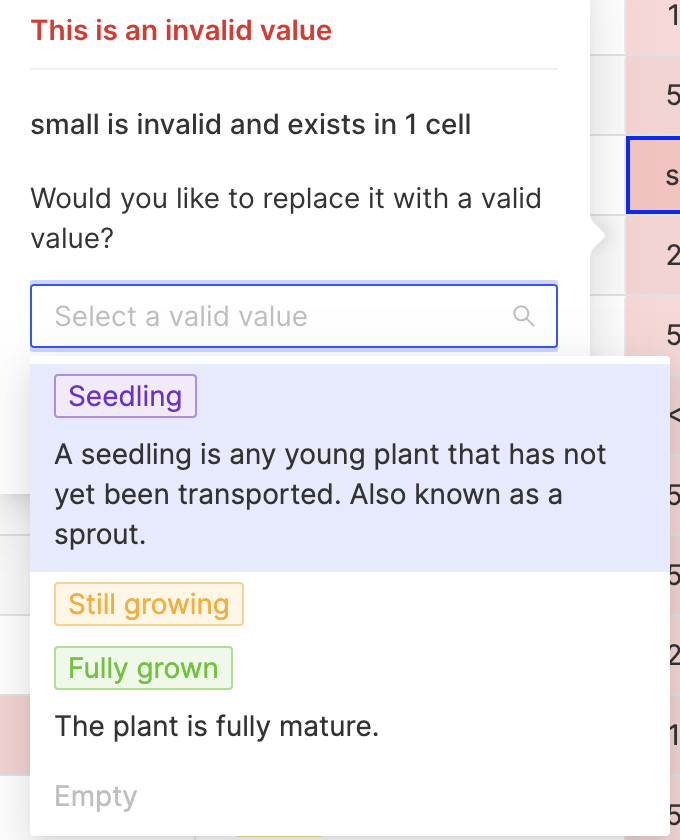 This is an invalid value
1
small is invalid and exists in 1 cell
5
Would you like to replace it with a valid
s
value?
2
Select a valid value
5
Seedling
<
A seedling is any young plant that has not
yet been transported. Also known as a
5
sprout.
5
Still growing
2
Fully grown
The plant is fully mature.
1
Empty
5